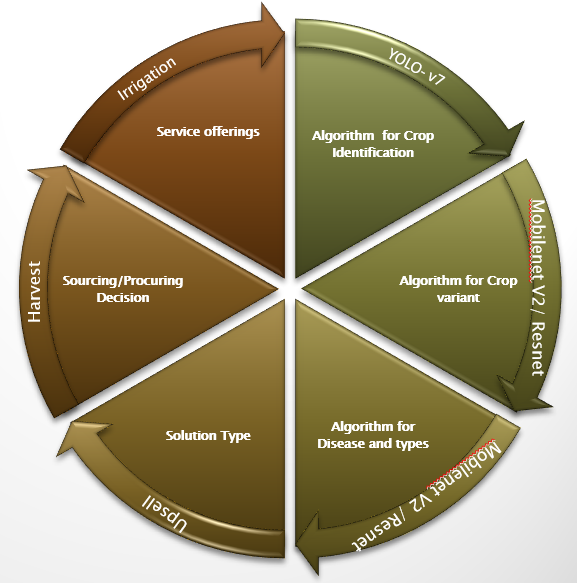 YOLO- v7
Algorithm  for Crop
Identification
Mobilenet V2 / Resnet
Algorithm for Crop
variant
Mobilenet V2 / Resnet
Algorithm for
Disease and types
Upsell
Solution Type
Harvest
Sourcing/Procuring
Decision
Irrigation
Service offerings